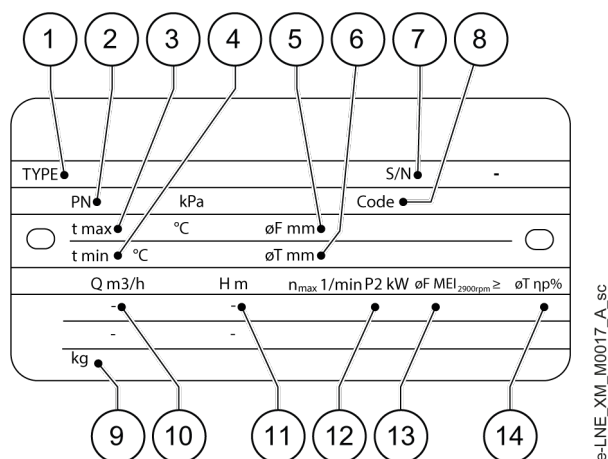 1 2 3 4 5 6 7 8
TYPE S/N -
PN kPa Code
t max °C øF mm
t min °C øT mm
Q m3/h H m nmax 1/min P2 kW øF MEI2900rpm ≥ øT ηp%
- -
- -
kg
9 10 11 12 13 14
e-LNE_XM_M0017_A_sc